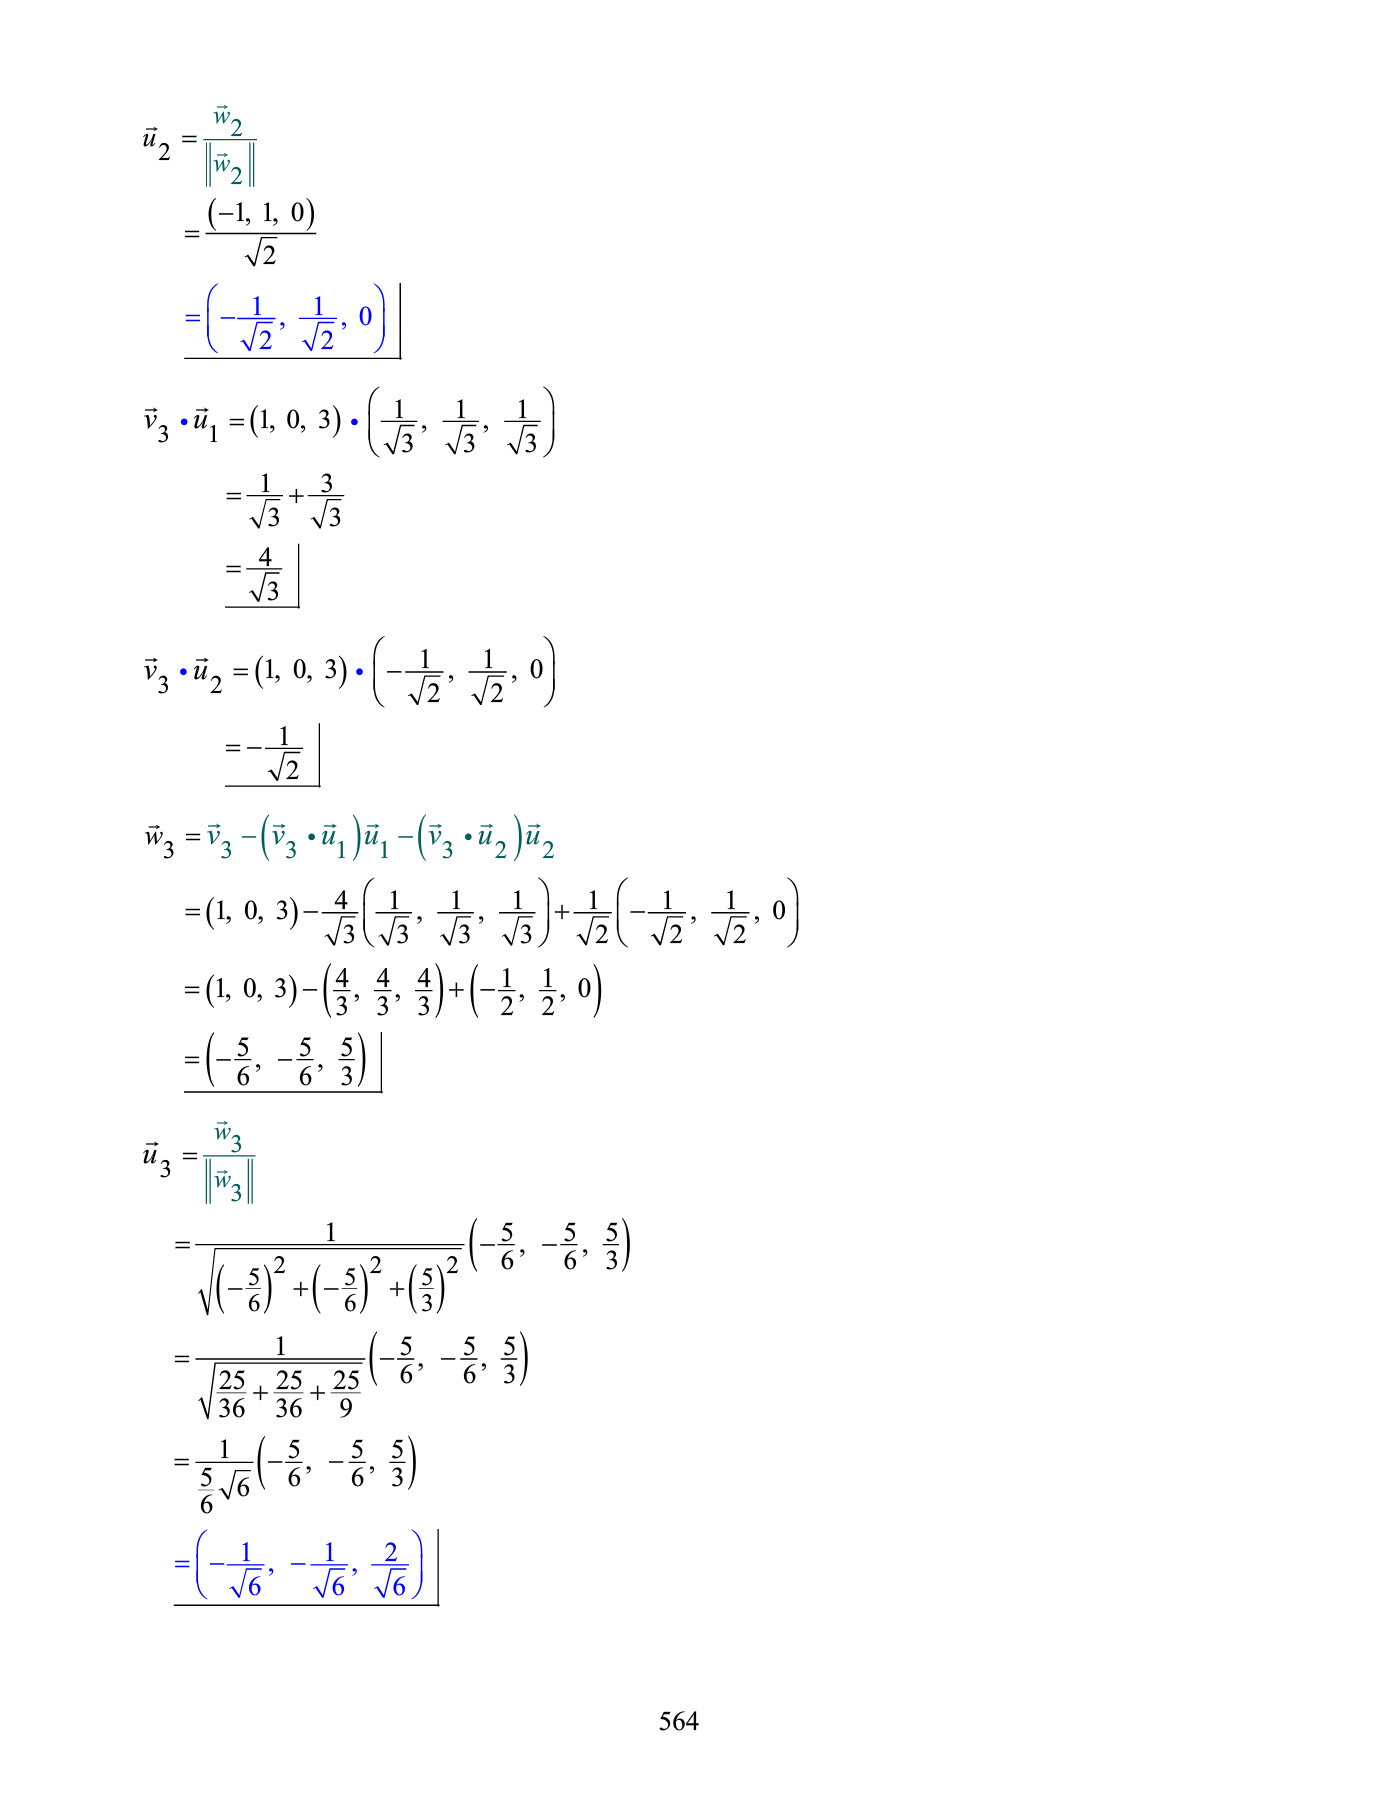 $\vec{u}_2 = \frac{\vec{w}_2}{\|\vec{w}_2\|}$
$= \frac{(-1, 1, 0)}{\sqrt{2}}$
$= \left(-\frac{1}{\sqrt{2}}, \frac{1}{\sqrt{2}}, 0\right)$
$\vec{v}_3 \bullet \vec{u}_1 = (1, 0, 3) \bullet \left(\frac{1}{\sqrt{3}}, \frac{1}{\sqrt{3}}, \frac{1}{\sqrt{3}}\right)$
$= \frac{1}{\sqrt{3}} + \frac{3}{\sqrt{3}}$
$= \frac{4}{\sqrt{3}}$
$\vec{v}_3 \bullet \vec{u}_2 = (1, 0, 3) \bullet \left(-\frac{1}{\sqrt{2}}, \frac{1}{\sqrt{2}}, 0\right)$
$= -\frac{1}{\sqrt{2}}$
$\vec{w}_3 = \vec{v}_3 - (\vec{v}_3 \bullet \vec{u}_1)\vec{u}_1 - (\vec{v}_3 \bullet \vec{u}_2)\vec{u}_2$
$= (1, 0, 3) - \frac{4}{\sqrt{3}}\left(\frac{1}{\sqrt{3}}, \frac{1}{\sqrt{3}}, \frac{1}{\sqrt{3}}\right) + \frac{1}{\sqrt{2}}\left(-\frac{1}{\sqrt{2}}, \frac{1}{\sqrt{2}}, 0\right)$
$= (1, 0, 3) - \left(\frac{4}{3}, \frac{4}{3}, \frac{4}{3}\right) + \left(-\frac{1}{2}, \frac{1}{2}, 0\right)$
$= \left(-\frac{5}{6}, -\frac{5}{6}, \frac{5}{3}\right)$
$\vec{u}_3 = \frac{\vec{w}_3}{\|\vec{w}_3\|}$
$= \frac{1}{\sqrt{\left(-\frac{5}{6}\right)^2 + \left(-\frac{5}{6}\right)^2 + \left(\frac{5}{3}\right)^2}}\left(-\frac{5}{6}, -\frac{5}{6}, \frac{5}{3}\right)$
$= \frac{1}{\sqrt{\frac{25}{36} + \frac{25}{36} + \frac{25}{9}}}\left(-\frac{5}{6}, -\frac{5}{6}, \frac{5}{3}\right)$
$= \frac{1}{\frac{5}{6}\sqrt{6}}\left(-\frac{5}{6}, -\frac{5}{6}, \frac{5}{3}\right)$
$= \left(-\frac{1}{\sqrt{6}}, -\frac{1}{\sqrt{6}}, \frac{2}{\sqrt{6}}\right)$
564